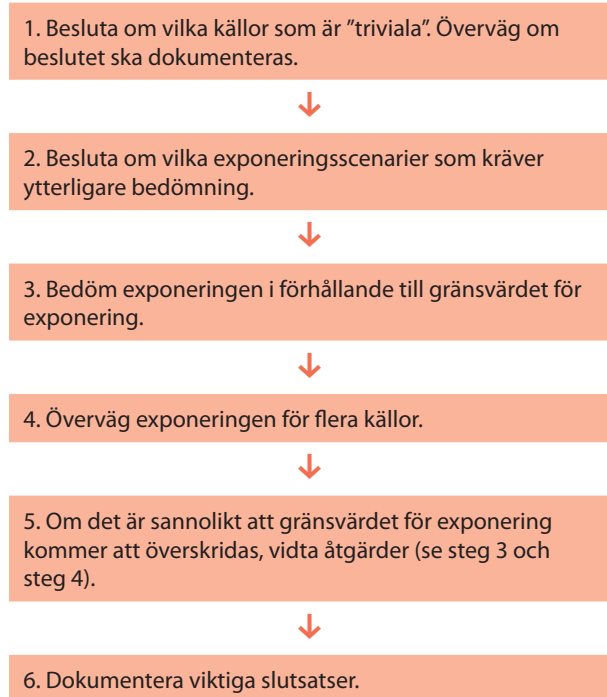 1. Besluta om vilka källor som är ”triviala”. Överväg om
beslutet ska dokumenteras.
2. Besluta om vilka exponeringsscenarier som kräver
ytterligare bedömning.
3. Bedöm exponeringen i förhållande till gränsvärdet för
exponering.
4. Överväg exponeringen för flera källor.
5. Om det är sannolikt att gränsvärdet för exponering
kommer att överskridas, vidta åtgärder (se steg 3 och
steg 4).
6. Dokumentera viktiga slutsatser.